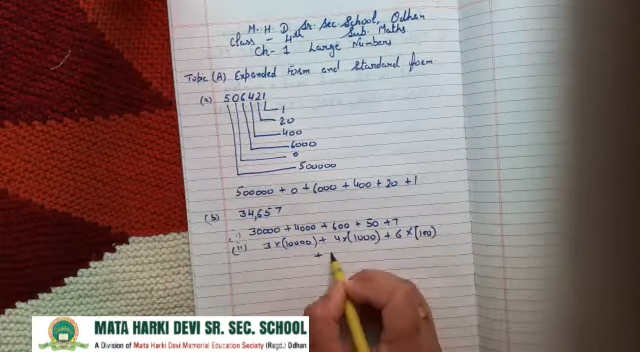 M. H. D Sr. Sec. School, Odhan
Class - 4th Sub. Maths
Ch - 1 Large Numbers
Topic (A) Expanded Form and Standard form
(a) 506421
1
20
400
6000
0
500000
500000 + 0 + 6000 + 400 + 20 + 1
(b) 34,657
(i) 30000 + 4000 + 600 + 50 + 7
(ii) 3 × (10000) + 4 × (1000) + 6 × (100)
+
MATA HARKI DEVI SR. SEC. SCHOOL
A Division of Mata Harki Devi Memorial Education Society (Regd.) Odhan